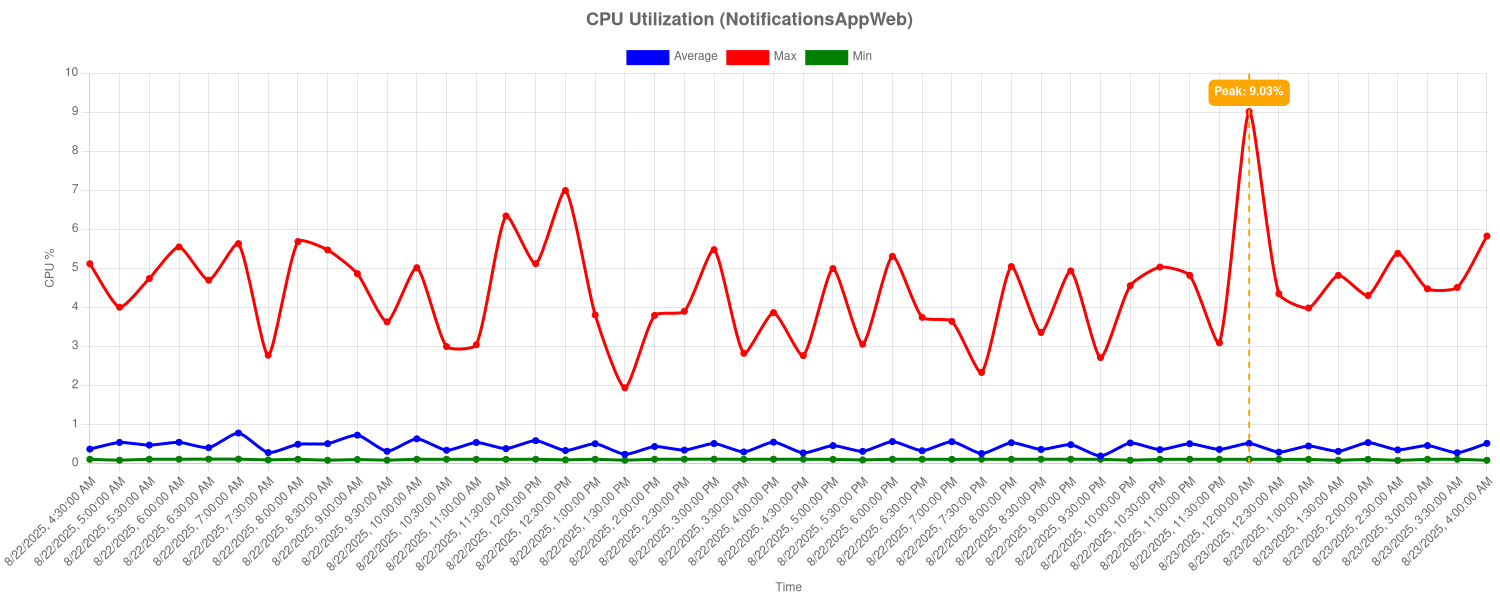 CPU Utilization (NotificationsAppWeb)
Average Max Min
Peak: 9.03%
10
9
8
7
6
5
4
3
2
1
0
CPU %
8/22/2025, 4:30:00 AM
8/22/2025, 5:00:00 AM
8/22/2025, 5:30:00 AM
8/22/2025, 6:00:00 AM
8/22/2025, 6:30:00 AM
8/22/2025, 7:00:00 AM
8/22/2025, 7:30:00 AM
8/22/2025, 8:00:00 AM
8/22/2025, 8:30:00 AM
8/22/2025, 9:00:00 AM
8/22/2025, 9:30:00 AM
8/22/2025, 10:00:00 AM
8/22/2025, 10:30:00 AM
8/22/2025, 11:00:00 AM
8/22/2025, 11:30:00 AM
8/22/2025, 12:00:00 PM
8/22/2025, 12:30:00 PM
8/22/2025, 1:00:00 PM
8/22/2025, 1:30:00 PM
8/22/2025, 2:00:00 PM
8/22/2025, 2:30:00 PM
8/22/2025, 3:00:00 PM
8/22/2025, 3:30:00 PM
8/22/2025, 4:00:00 PM
8/22/2025, 4:30:00 PM
8/22/2025, 5:00:00 PM
8/22/2025, 5:30:00 PM
8/22/2025, 6:00:00 PM
8/22/2025, 6:30:00 PM
8/22/2025, 7:00:00 PM
8/22/2025, 7:30:00 PM
8/22/2025, 8:00:00 PM
8/22/2025, 8:30:00 PM
8/22/2025, 9:00:00 PM
8/22/2025, 9:30:00 PM
8/22/2025, 10:00:00 PM
8/22/2025, 10:30:00 PM
8/22/2025, 11:00:00 PM
8/22/2025, 11:30:00 PM
8/23/2025, 12:00:00 AM
8/23/2025, 12:30:00 AM
8/23/2025, 1:00:00 AM
8/23/2025, 1:30:00 AM
8/23/2025, 2:00:00 AM
8/23/2025, 2:30:00 AM
8/23/2025, 3:00:00 AM
8/23/2025, 3:30:00 AM
8/23/2025, 4:00:00 AM
Time